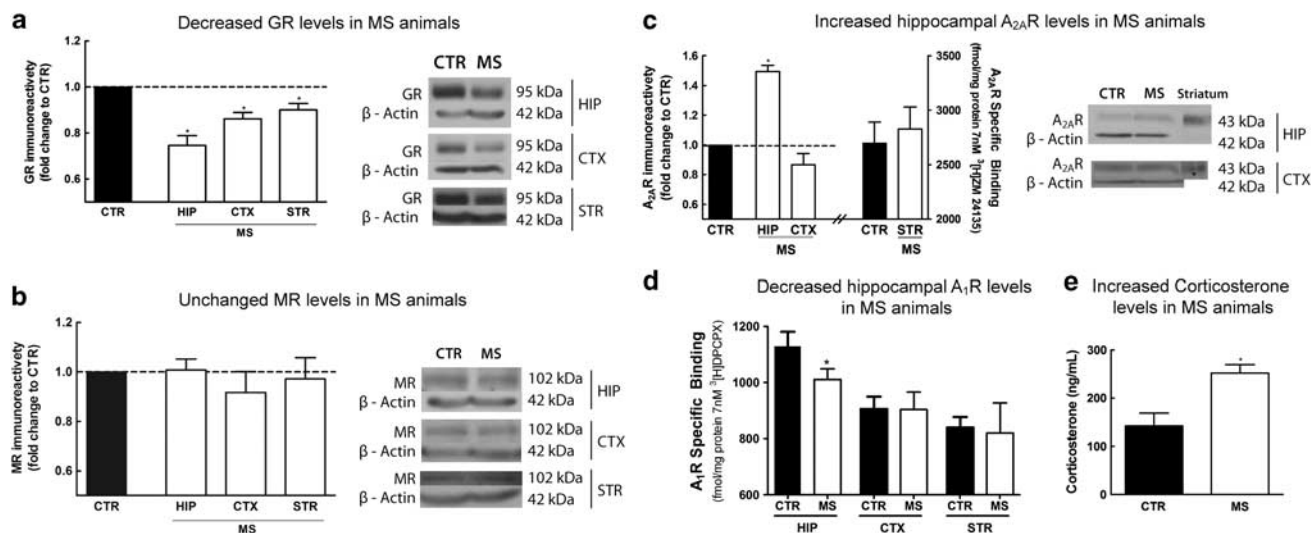 a
Decreased GR levels in MS animals
GR immunoreactivety
(fold change to CTR)
1.2
1.0
0.8
0.6
CTR
HIP
CTX
STR
MS
*
*
*
CTR MS
GR 95 kDa
β - Actin 42 kDa
HIP
GR 95 kDa
β - Actin 42 kDa
CTX
GR 95 kDa
β - Actin 42 kDa
STR
b
Unchanged MR levels in MS animals
MR immunoreactivety
(fold change to CTR)
1.2
1.0
0.8
0.6
CTR
HIP
CTX
STR
MS
CTR MS
MR 102 kDa
β - Actin 42 kDa
HIP
MR 102 kDa
β - Actin 42 kDa
CTX
MR 102 kDa
β - Actin 42 kDa
STR
c
Increased hippocampal A2AR levels in MS animals
A2AR immunoreactivety
(fold change to CTR)
1.6
1.4
1.2
1.0
0.8
0.6
*
CTR
HIP CTX
MS
CTR STR
MS
3500
3000
2500
2000
A2AR Specific Binding
(fmol/mg protein 7nM ³[H]ZM 24135)
CTR MS Striatum
A2AR 43 kDa
β - Actin 42 kDa
HIP
A2AR 43 kDa
β - Actin 42 kDa
CTX
*
d
Decreased hippocampal A1R levels
in MS animals
A1R Specific Binding
(fmol/mg protein 7nM ³[H]DPCPX)
1200
1000
800
600
*
CTR MS CTR MS CTR MS
HIP CTX STR
e
Increased Corticosterone
levels in MS animals
Corticosterone (ng/mL)
300
200
150
100
50
0
*
CTR MS